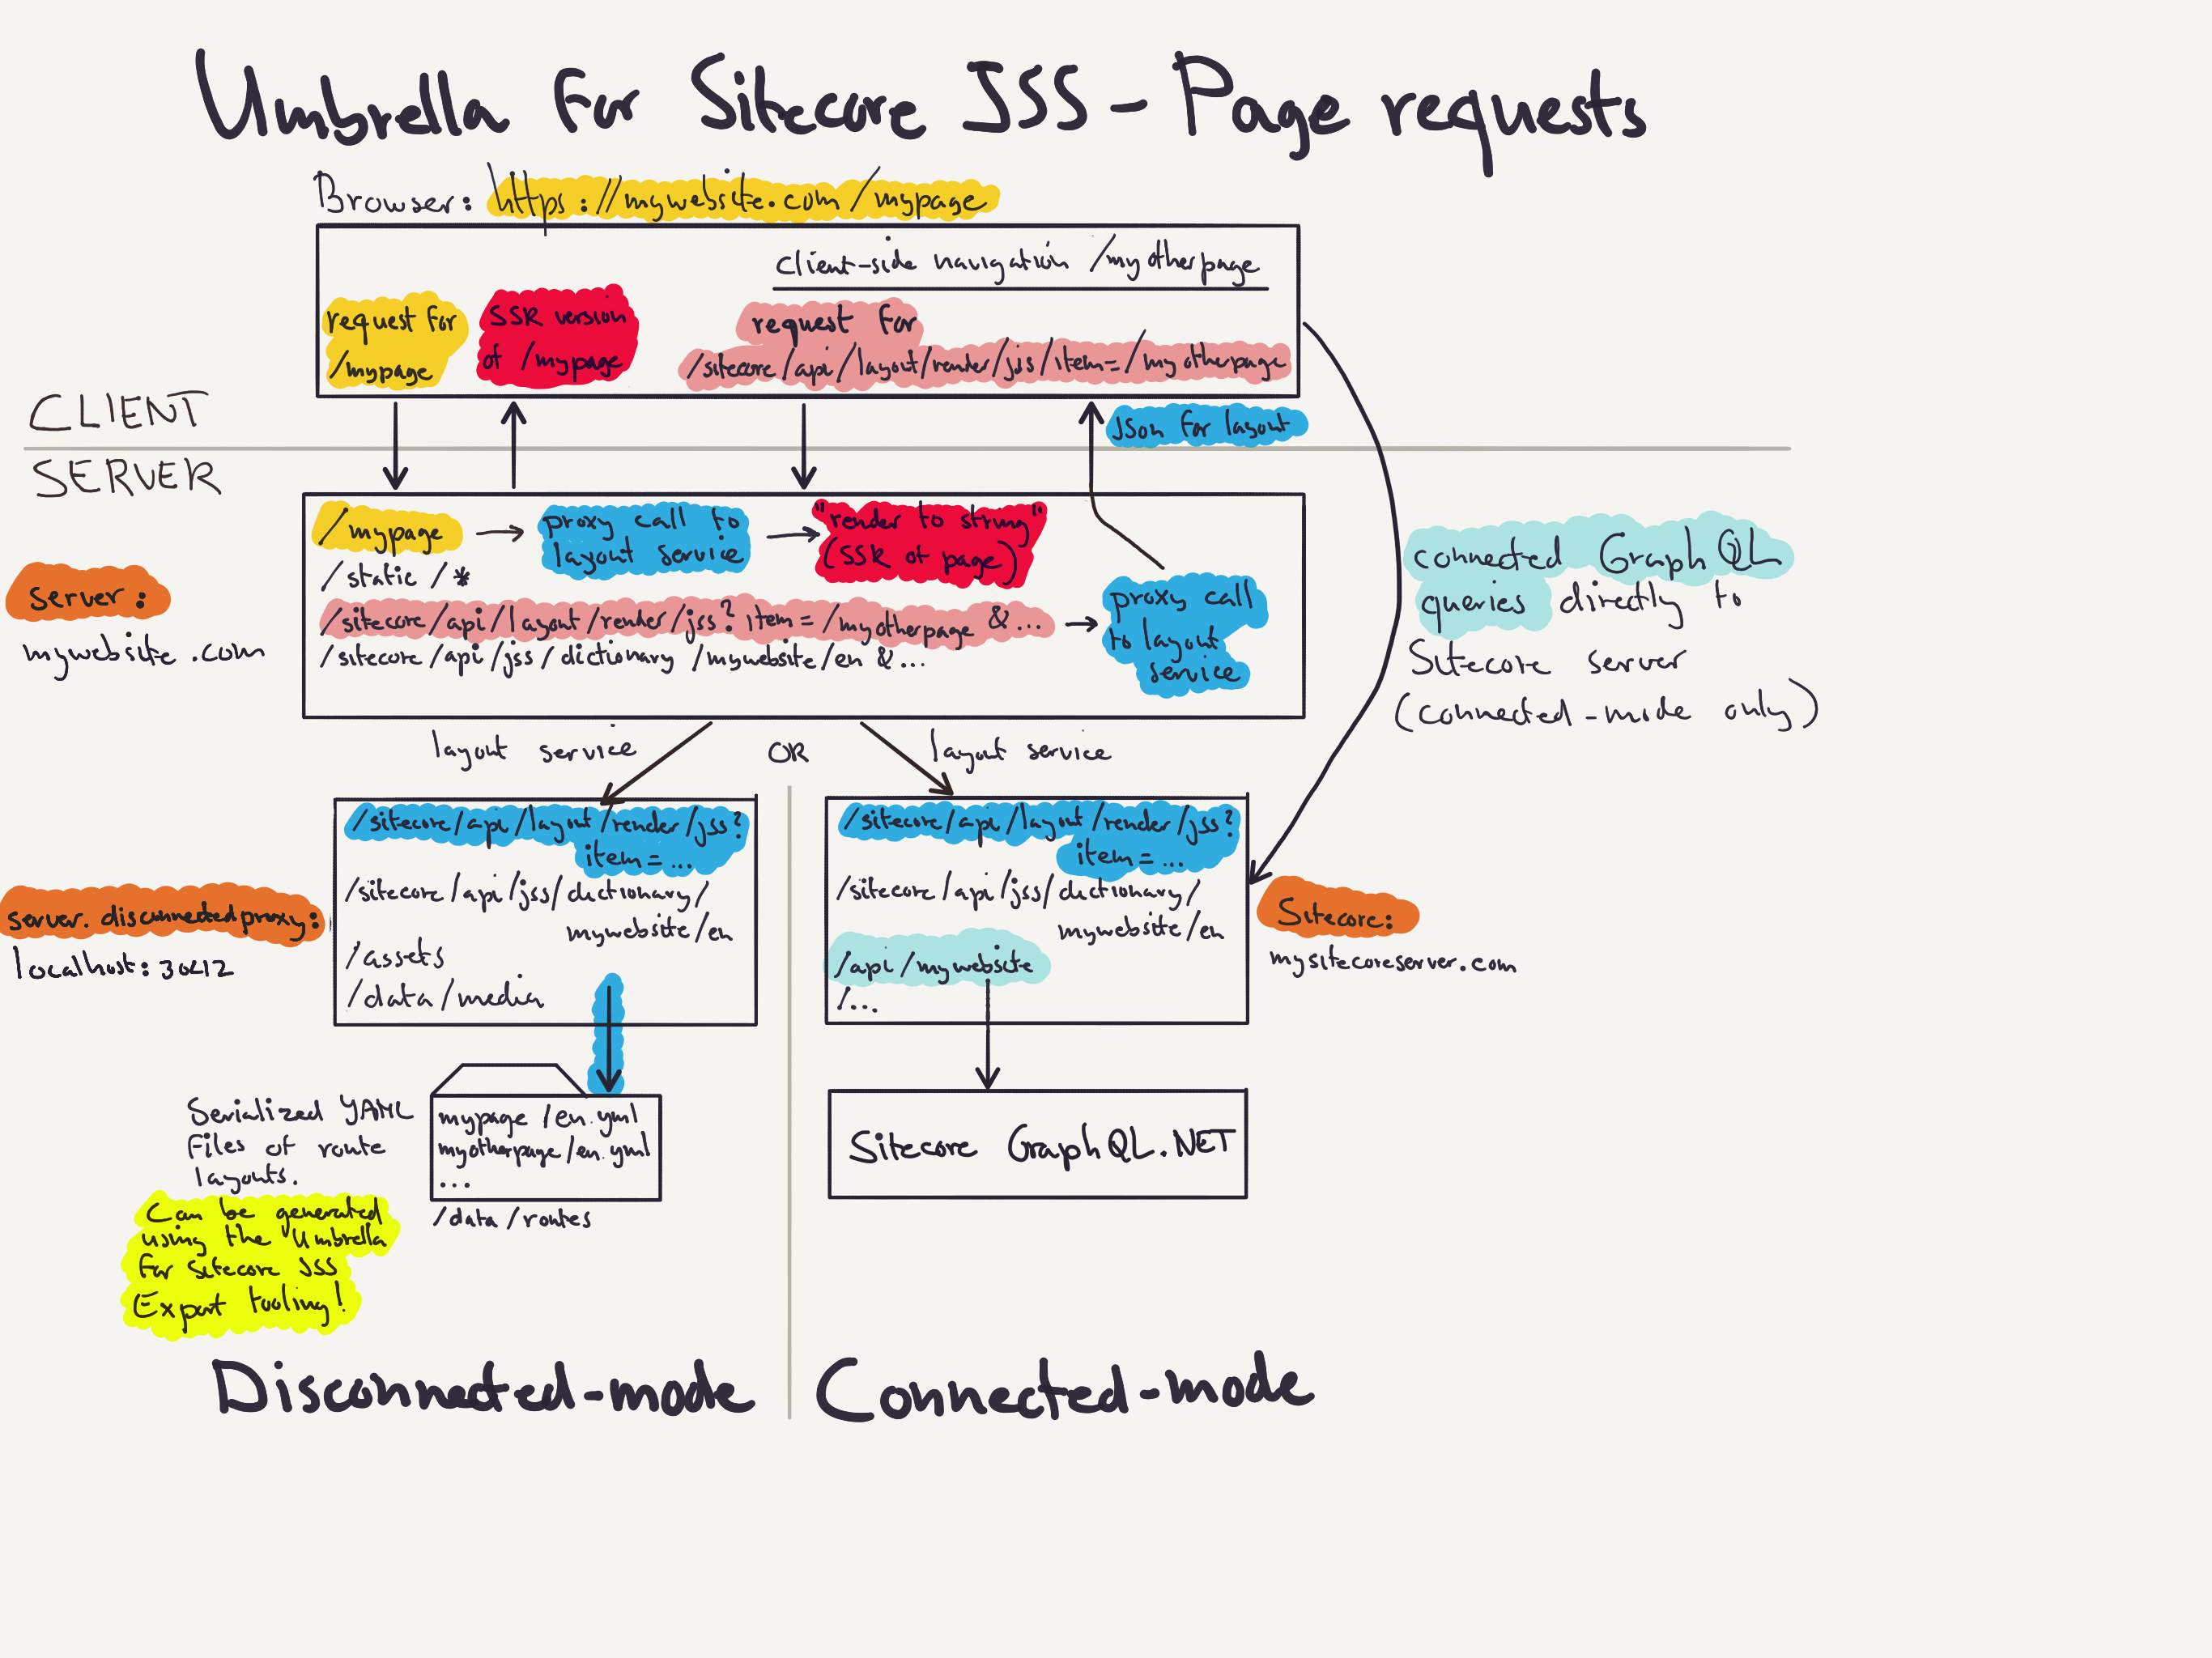 Umbrella for Sitecore JSS - Page requests
Browser: https://mywebsite.com/mypage
client-side navigation /myotherpage
request for
/mypage
SSR version
of /mypage
request for
/sitecore/api/layout/render/jss/item=/myotherpage
CLIENT
Json for layout
SERVER
/mypage
proxy call to
layout service
"render to string"
(SSR of page)
/static/*
/sitecore/api/layout/render/jss?item=/myotherpage &...
/sitecore/api/jss/dictionary/mywebsite/en &...
proxy call
to layout
service
Server:
mywebsite.com
connected GraphQL
queries directly to
Sitecore server
(connected-mode only)
layout service
OR
layout service
/sitecore/api/layout/render/jss?
item=...
/sitecore/api/jss/dictionary/
mywebsite/en
/assets
/data/media
/sitecore/api/layout/render/jss?
item=...
/sitecore/api/jss/dictionary/
mywebsite/en
/api/mywebsite
/...
server.disconnectedproxy:
localhost:3042
Sitecore:
mysitecoreserver.com
Serialized YAML
Files of route
layouts.
Can be generated
using the Umbrella
for Sitecore JSS
Export tooling!
mypage/en.yml
myotherpage/en.yml
...
/data/routes
Sitecore GraphQL.NET
Disconnected-mode
Connected-mode